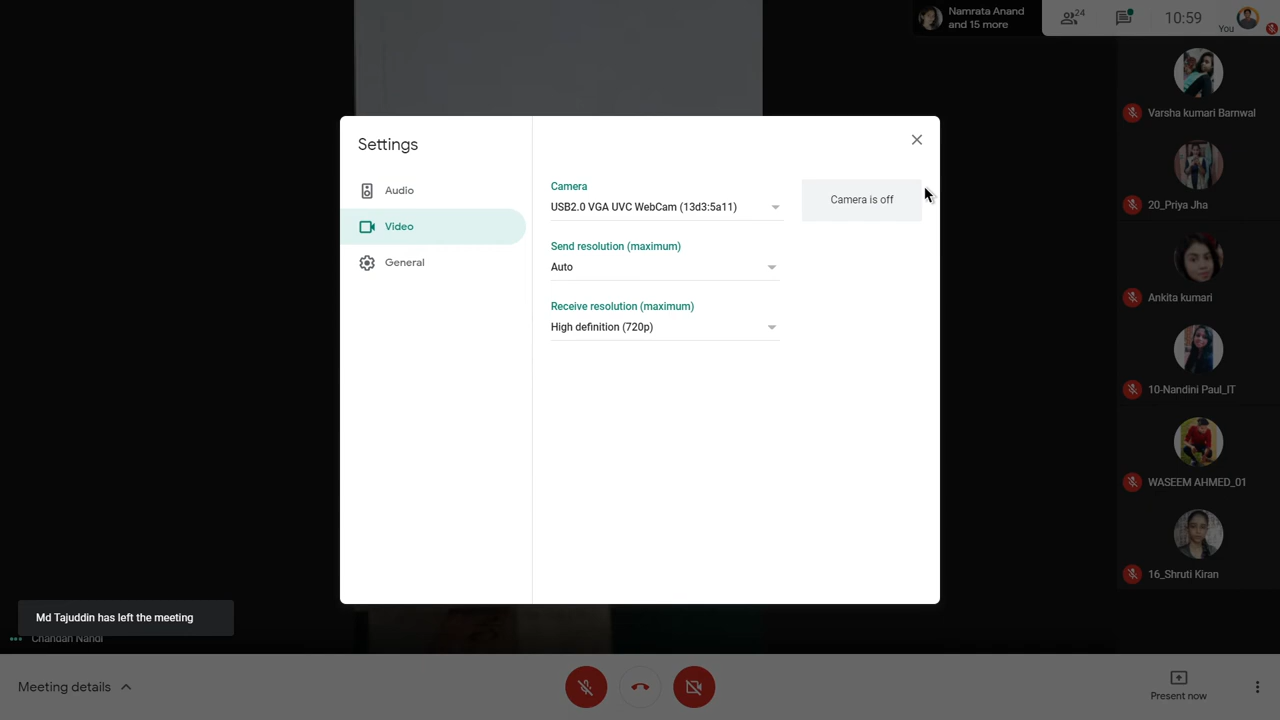 Namrata Anand
and 15 more
24
10:59
You
Varsha kumari Barnwal
20_Priya Jha
Ankita kumari
10-Nandini Paul_IT
WASEEM AHMED_01
16_Shruti Kiran
Settings
Audio
Video
General
Camera
USB2.0 VGA UVC WebCam (13d3:5a11)
Camera is off
Send resolution (maximum)
Auto
Receive resolution (maximum)
High definition (720p)
Md Tajuddin has left the meeting
Chandan Nandi
Meeting details
Present now